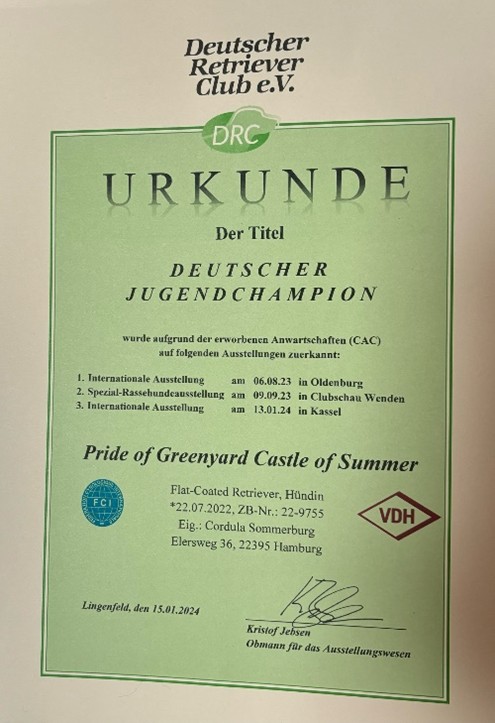 Deutscher
Retriever
Club e.V.
DRC
URKUNDE
Der Titel
DEUTSCHER
JUGENDCHAMPION
wurde aufgrund der erworbenen Anwartschaften (CAC)
auf folgenden Ausstellungen zuerkannt:
1. Internationale Ausstellung am 06.08.23 in Oldenburg
2. Spezial-Rassehundeausstellung am 09.09.23 in Clubschau Wenden
3. Internationale Ausstellung am 13.01.24 in Kassel
Pride of Greenyard Castle of Summer
FCI
Flat-Coated Retriever, Hündin
*22.07.2022, ZB-Nr.: 22-9755
Eig.: Cordula Sommerburg
Elersweg 36, 22395 Hamburg
VDH
Lingenfeld, den 15.01.2024
Kristof Jebsen
Obmann für das Ausstellungswesen